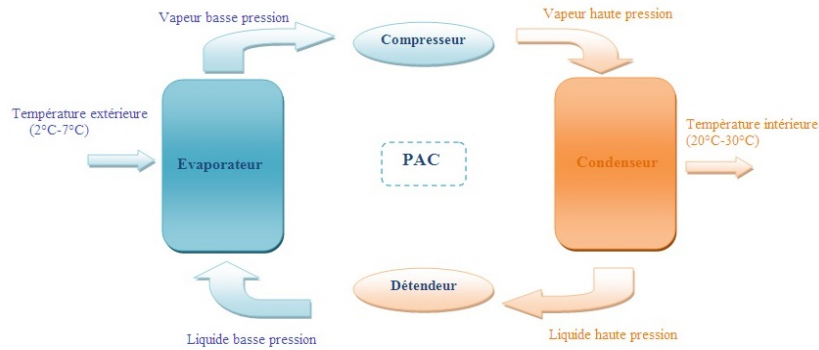 Vapeur basse pression
Vapeur haute pression
Compresseur
Température extérieure
(2°C-7°C)
Tempèrature intérieure
(20°C-30°C)
Evaporateur
PAC
Condenseur
Détendeur
Liquide basse pression
Liquide haute pression